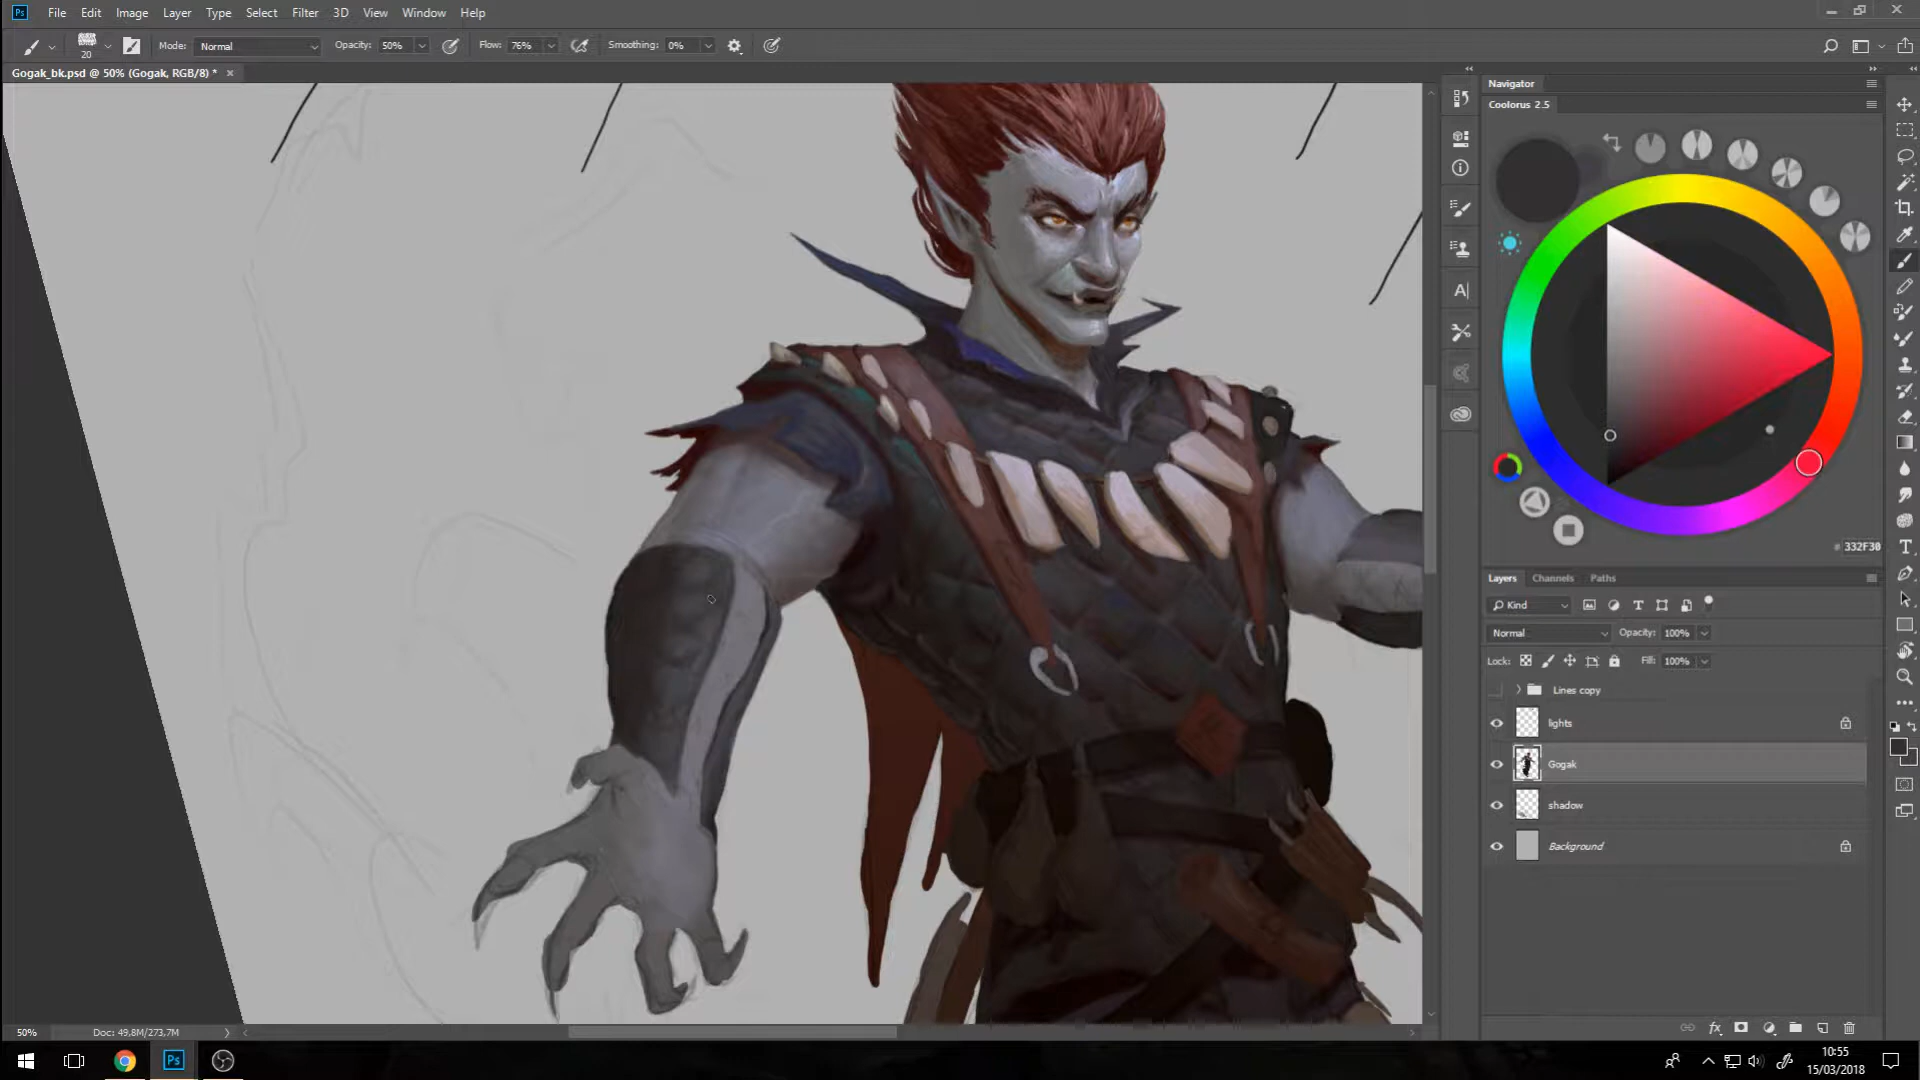 Ps File Edit Image Layer Type Select Filter 3D View Window Help
20 Mode: Normal Opacity: 50% Flow: 76% Smoothing: 0%
Gogak_bk.psd @ 50% (Gogak, RGB/8) *
Navigator
Coolorus 2.5
# 332F30
Layers Channels Paths
Kind
Normal Opacity: 100%
Lock: Fill: 100%
Lines copy
lights
Gogak
shadow
Background
50% Doc: 49,8M/273,7M
Ps
10:55
15/03/2018